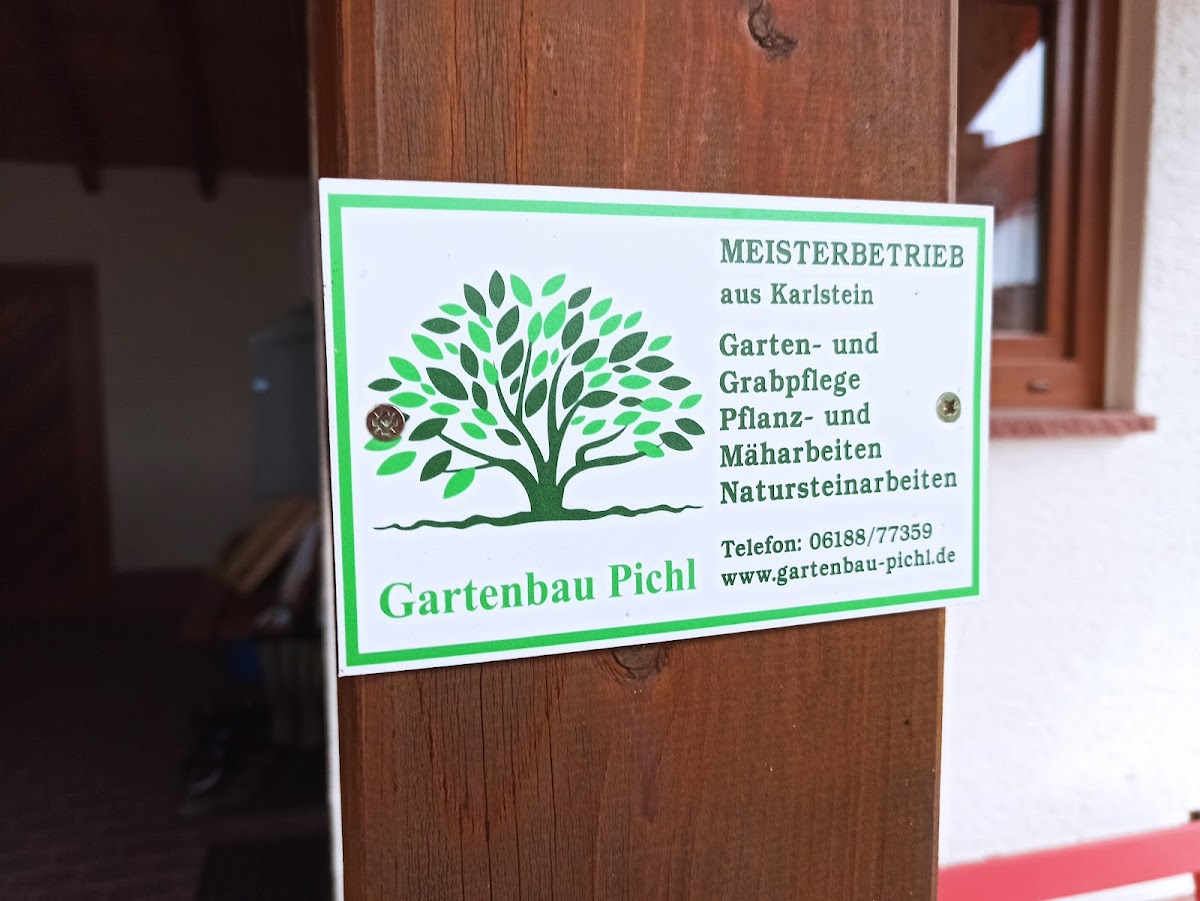 MEISTERBETRIEB
aus Karlstein
Garten- und
Grabpflege
Pflanz- und
Mäharbeiten
Natursteinarbeiten
Telefon: 06188/77359
www.gartenbau-pichl.de
Gartenbau Pichl